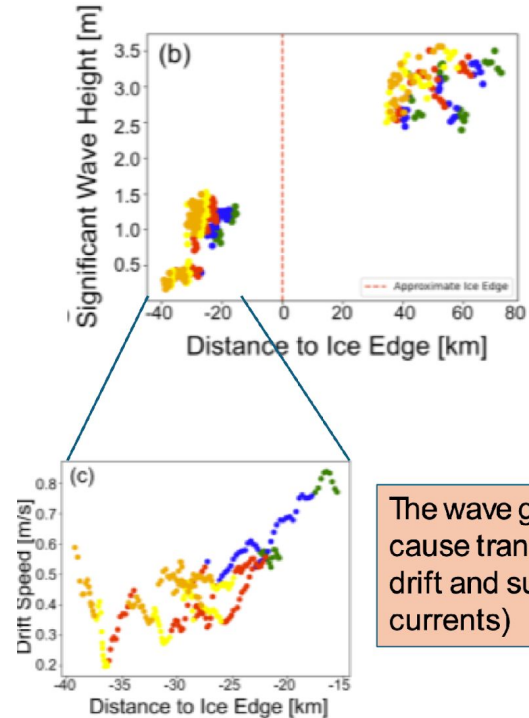 (b)
Significant Wave Height [m]
3.5
3.0
2.5
2.0
1.5
1.0
0.5
-40 -20 0 20 40 60 80
Approximate Ice Edge
Distance to Ice Edge [km]
(c)
Drift Speed [m/s]
0.8
0.7
0.6
0.5
0.4
0.3
0.2
-40 -35 -30 -25 -20 -15
Distance to Ice Edge [km]
The wave g
cause tran
drift and su
currents)